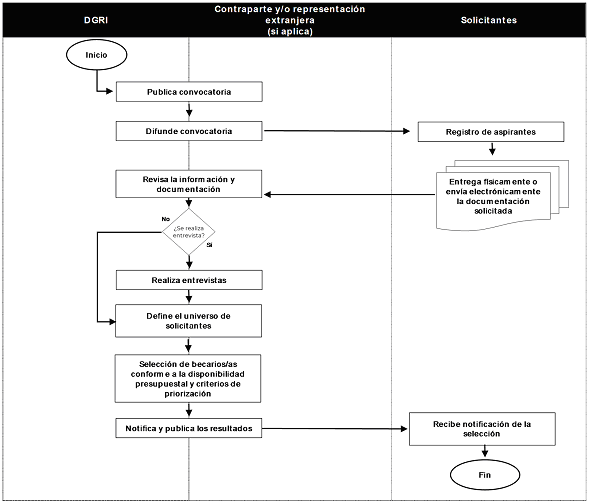 DGRI
Contraparte y/o representación
extranjera
(si aplica)
Solicitantes
Inicio
Publica convocatoria
Difunde convocatoria
Registro de aspirantes
Revisa la información y
documentación
Entrega físicamente o
envía electrónicamente
la documentación
solicitada
No
¿Se realiza
entrevista?
Sí
Realiza entrevistas
Define el universo de
solicitantes
Selección de becarios/as
conforme a la disponibilidad
presupuestal y criterios de
priorización
Notifica y publica los resultados
Recibe notificación de la
selección
Fin